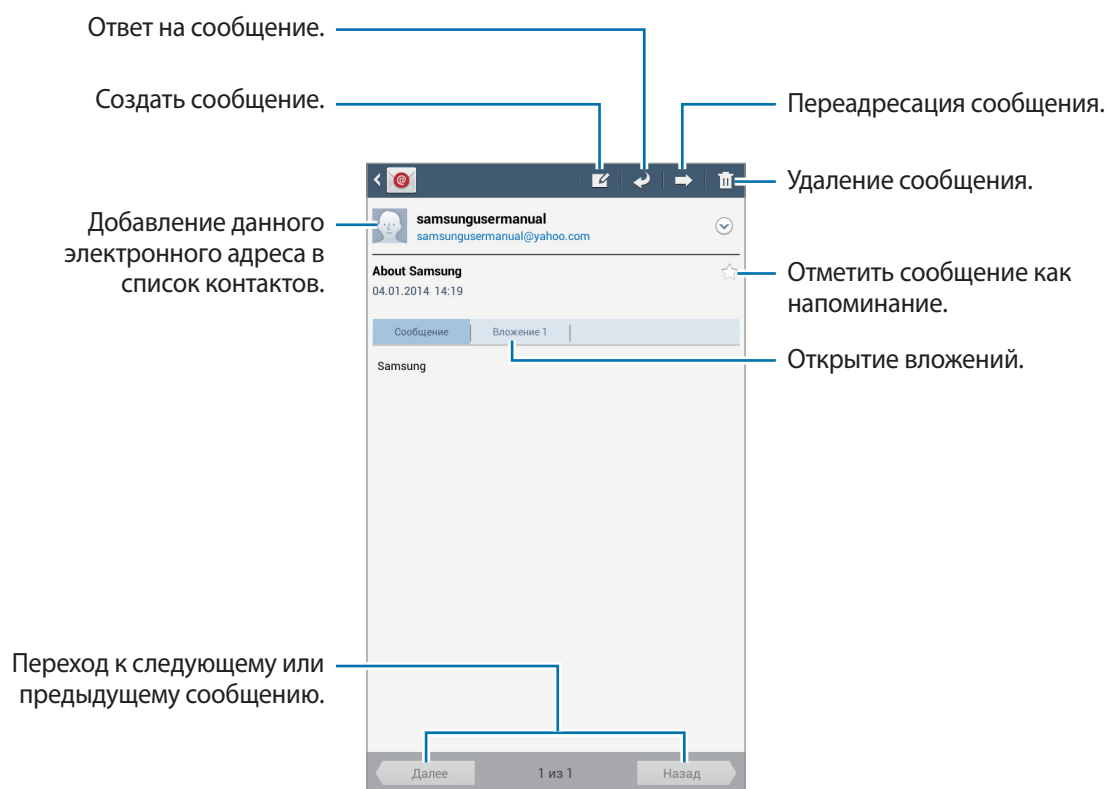 Ответ на сообщение.
Создать сообщение.
Переадресация сообщения.
Удаление сообщения.
Добавление данного
электронного адреса в
список контактов.
samsungusermanual
samsungusermanual@yahoo.com
About Samsung
04.01.2014 14:19
Отметить сообщение как
напоминание.
Сообщение
Вложение 1
Открытие вложений.
Samsung
Переход к следующему или
предыдущему сообщению.
Далее
1 из 1
Назад